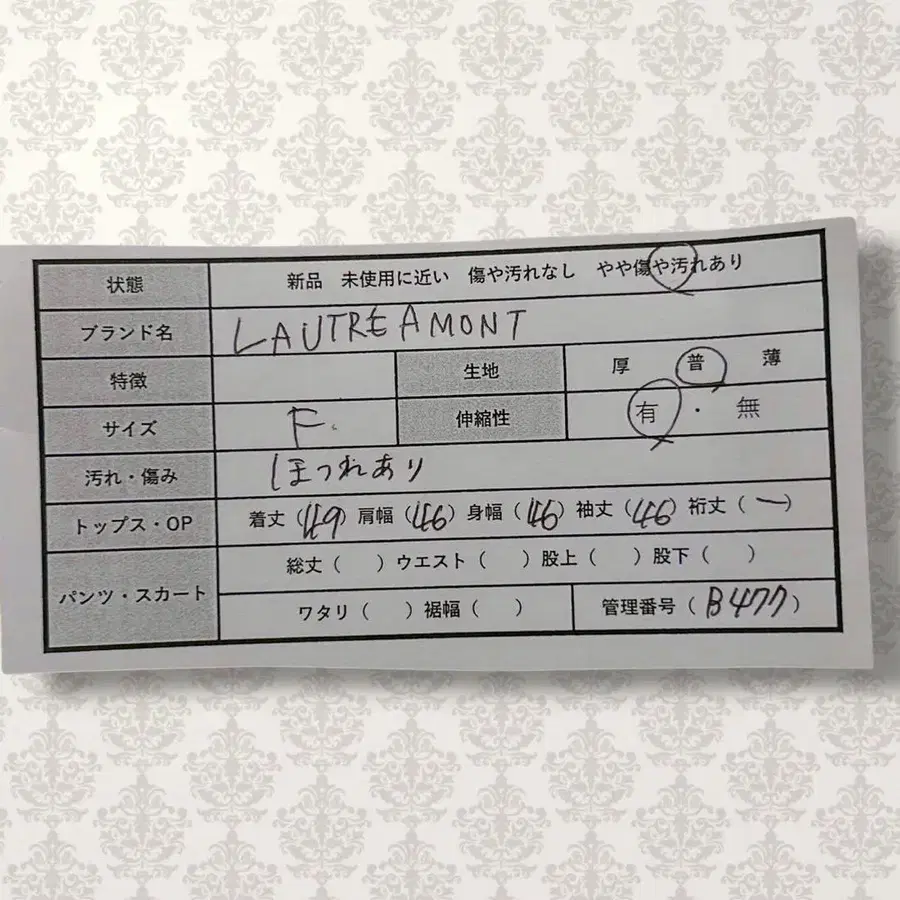 状態 新品 未使用に近い 傷や汚れなし やや傷や汚れあり
ブランド名 LAUTRÉAMONT
特徴 生地 厚 普 薄
サイズ F. 伸縮性 有 ・ 無
汚れ・傷み ほつれあり
トップス・OP 着丈(49) 肩幅(46) 身幅(46) 袖丈(46) 裄丈(ー)
パンツ・スカート 総丈( ) ウエスト( ) 股上( ) 股下( )
ワタリ( ) 裾幅( ) 管理番号(B477)